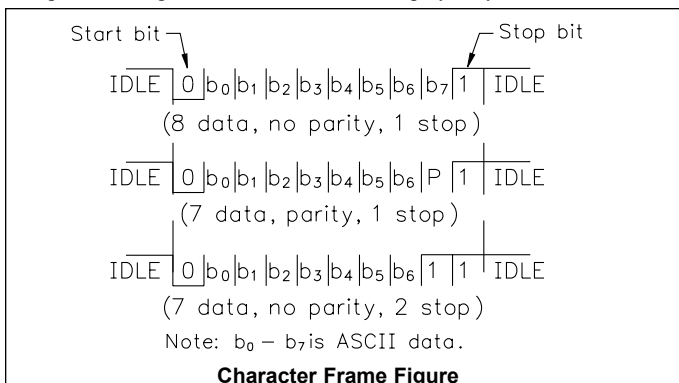 Start bit Stop bit
IDLE 0 b₀ b₁ b₂ b₃ b₄ b₅ b₆ b₇ 1 IDLE
(8 data, no parity, 1 stop)
IDLE 0 b₀ b₁ b₂ b₃ b₄ b₅ b₆ P 1 IDLE
(7 data, parity, 1 stop)
IDLE 0 b₀ b₁ b₂ b₃ b₄ b₅ b₆ 1 1 IDLE
(7 data, no parity, 2 stop)
Note: b₀ – b₇ is ASCII data.
Character Frame Figure